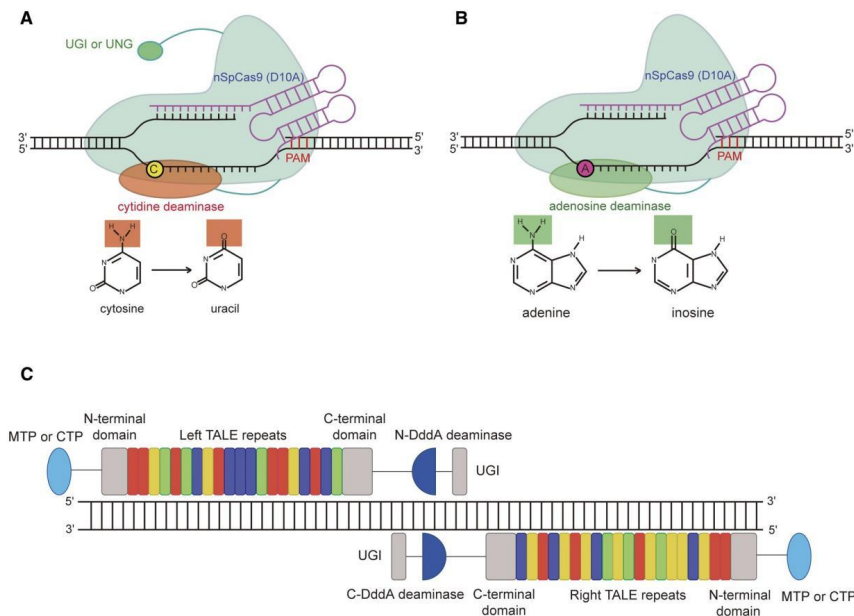 A
UGI or UNG
nSpCas9 (D10A)
3'
5'
5'
3'
C
PAM
cytidine deaminase
H
H
N
N
O
N
O
N
O
N
cytosine
uracil
B
nSpCas9 (D10A)
3'
5'
5'
3'
A
PAM
adenosine deaminase
H
H
N
H
N
N
N
N
O
H
N
N
N
N
adenine
inosine
C
MTP or CTP
N-terminal
domain
Left TALE repeats
C-terminal
domain
N-DddA deaminase
UGI
5'
3'
3'
5'
UGI
C-DddA deaminase
C-terminal
domain
Right TALE repeats
N-terminal
domain
MTP or CTP